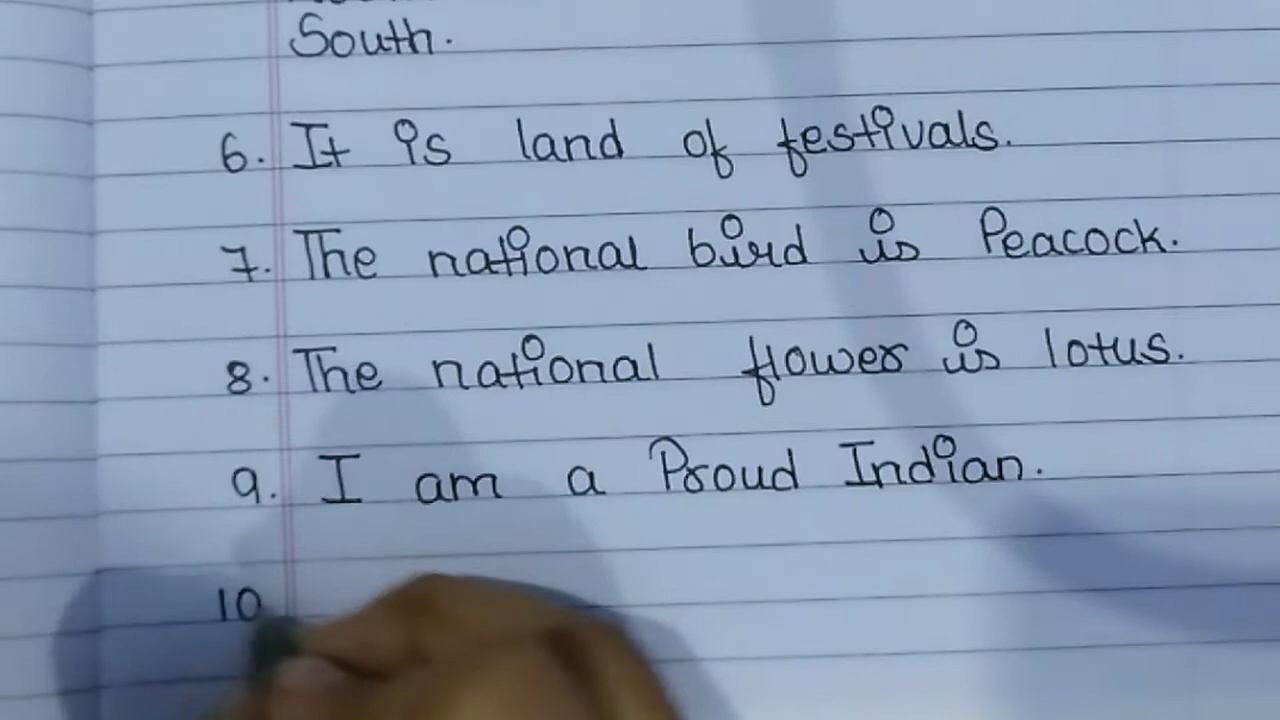 South.
6. It is land of festivals.
7. The national bird is Peacock.
8. The national flower is lotus.
9. I am a Proud Indian.
10